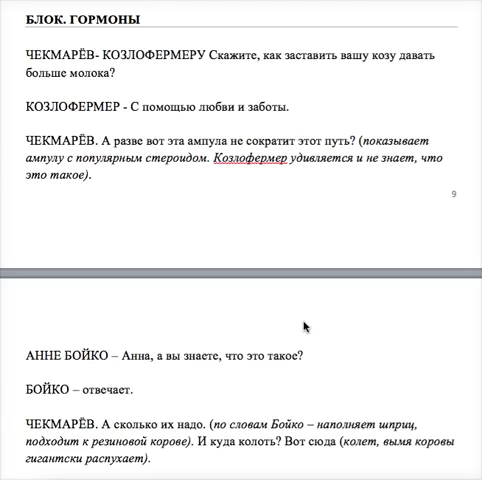 БЛОК. ГОРМОНЫ
ЧЕКМАРЁВ- КОЗЛОФЕРМЕРУ Скажите, как заставить вашу козу давать
больше молока?
КОЗЛОФЕРМЕР - С помощью любви и заботы.
ЧЕКМАРЁВ. А разве вот эта ампула не сократит этот путь? (показывает
ампулу с популярным стероидом. Козлофермер удивляется и не знает, что
это такое).
9
АННЕ БОЙКО – Анна, а вы знаете, что это такое?
БОЙКО – отвечает.
ЧЕКМАРЁВ. А сколько их надо. (по словам Бойко – наполняет шприц,
подходит к резиновой корове). И куда колоть? Вот сюда (колет, вымя коровы
гигантски распухает).